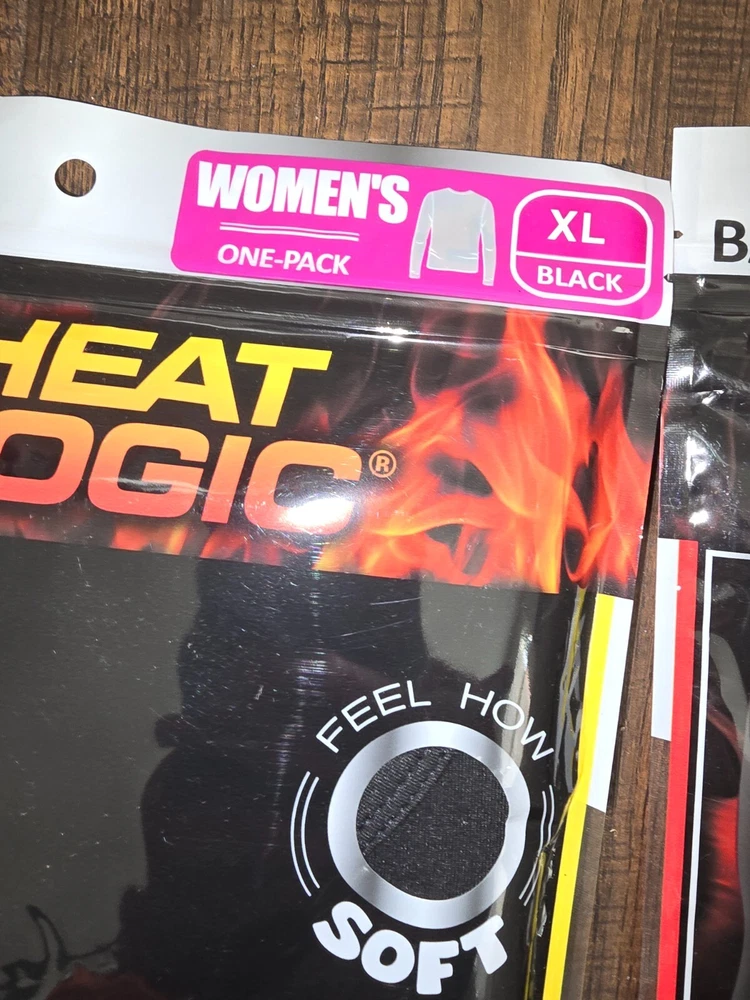 WOMEN'S
ONE-PACK
XL
BLACK
HEAT
OGIC®
FEEL HOW
SOFT